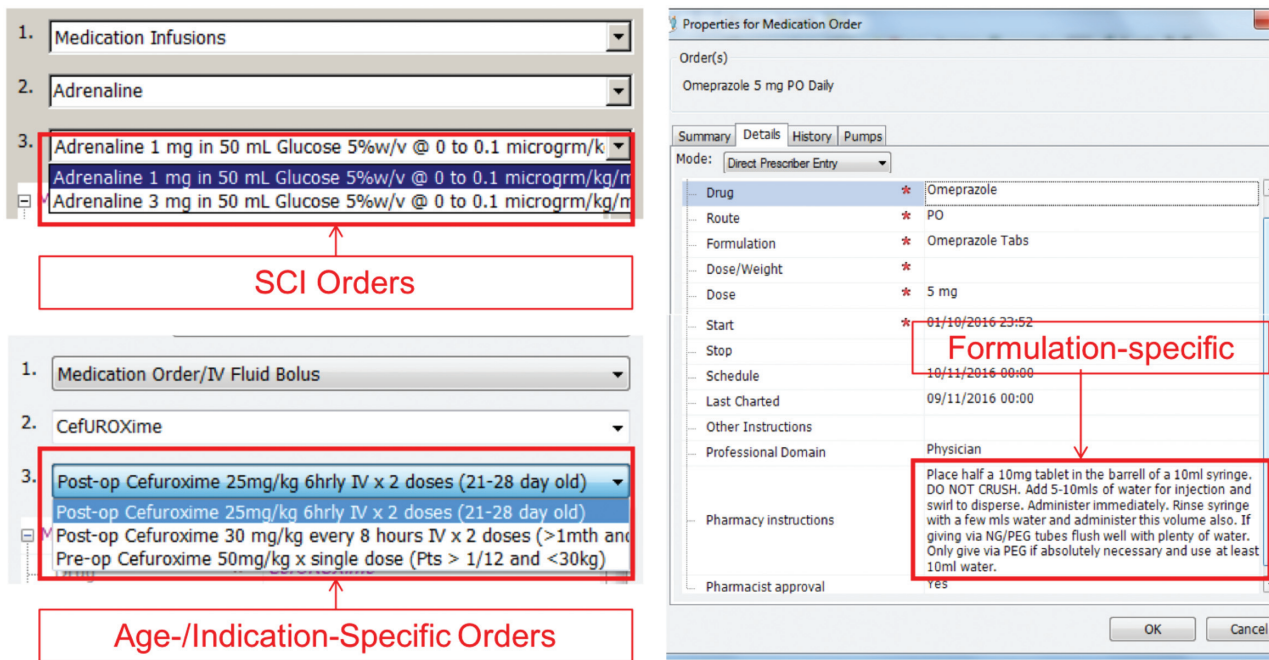 1. Medication Infusions
2. Adrenaline
3. Adrenaline 1 mg in 50 mL Glucose 5%w/v @ 0 to 0.1 microgrm/k
Adrenaline 1 mg in 50 mL Glucose 5%w/v @ 0 to 0.1 microgrm/kg/m
Adrenaline 3 mg in 50 mL Glucose 5%w/v @ 0 to 0.1 microgrm/kg/m
SCI Orders
1. Medication Order/IV Fluid Bolus
2. CefUROXime
3. Post-op Cefuroxime 25mg/kg 6hrly IV x 2 doses (21-28 day old)
Post-op Cefuroxime 25mg/kg 6hrly IV x 2 doses (21-28 day old)
Post-op Cefuroxime 30 mg/kg every 8 hours IV x 2 doses (>1mth and
Pre-op Cefuroxime 50mg/kg x single dose (Pts > 1/12 and <30kg)
Age-/Indication-Specific Orders
Properties for Medication Order
Order(s)
Omeprazole 5 mg PO Daily
Summary Details History Pumps
Mode: Direct Prescriber Entry
Drug * Omeprazole
Route * PO
Formulation * Omeprazole Tabs
Dose/Weight *
Dose * 5 mg
Start * 01/10/2016 23:52
Stop
Formulation-specific
Schedule 10/11/2016 00:00
Last Charted 09/11/2016 00:00
Other Instructions
Professional Domain Physician
Pharmacy instructions
Place half a 10mg tablet in the barrell of a 10ml syringe.
DO NOT CRUSH. Add 5-10mls of water for injection and
swirl to disperse. Administer immediately. Rinse syringe
with a few mls water and administer this volume also. If
giving via NG/PEG tubes flush well with plenty of water.
Only give via PEG if absolutely necessary and use at least
10ml water.
Pharmacist approval Yes
OK Cancel